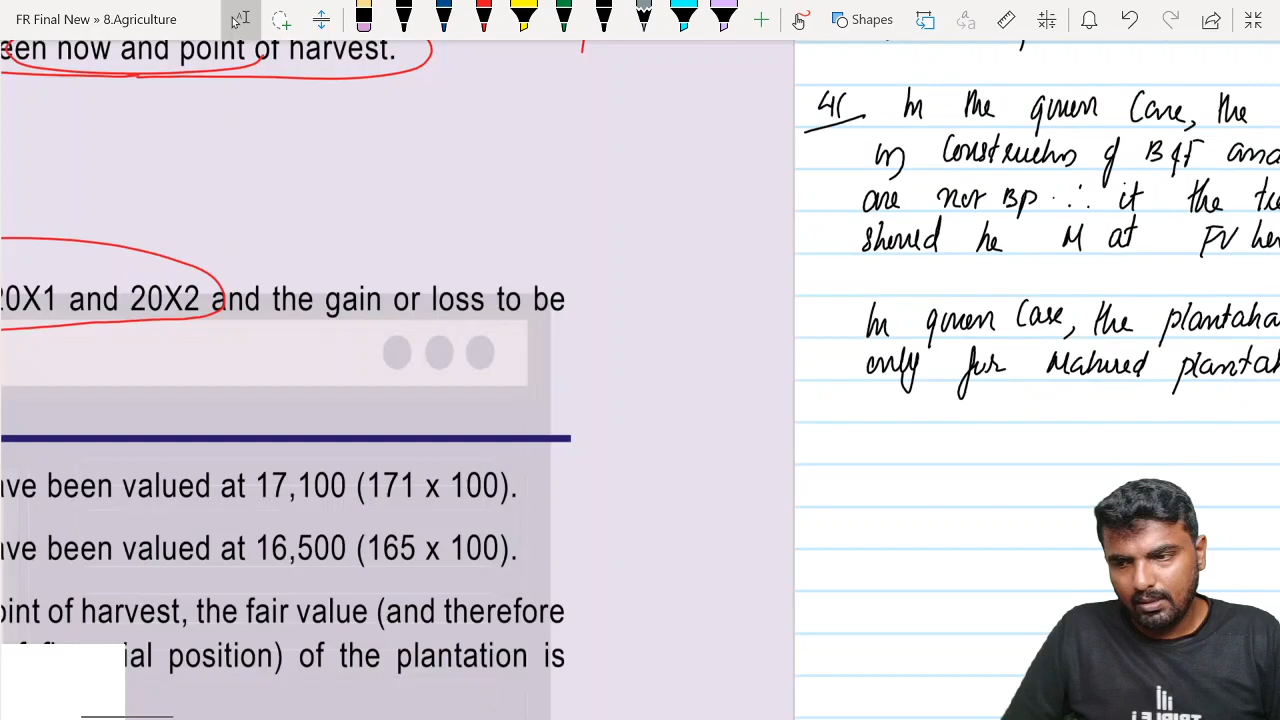 FR Final New » 8.Agriculture
Shapes
een now and point of harvest.
20X1 and 20X2 and the gain or loss to be
ave been valued at 17,100 (171 x 100).
ave been valued at 16,500 (165 x 100).
oint of harvest, the fair value (and therefore
ial position) of the plantation is
In the given Case, the
in of BAT and
are not BP ∴ it the
should be M at FV
In given Case, the
only for Matured